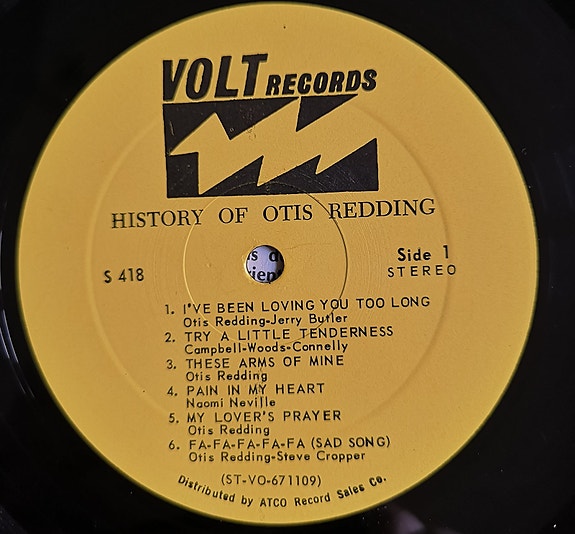 VOLT RECORDS
HISTORY OF OTIS REDDING
S 418
Side 1
STEREO
1. I'VE BEEN LOVING YOU TOO LONG
Otis Redding-Jerry Butler
2. TRY A LITTLE TENDERNESS
Campbell-Woods-Connelly
3. THESE ARMS OF MINE
Otis Redding
4. PAIN IN MY HEART
Naomi Neville
5. MY LOVER'S PRAYER
Otis Redding
6. FA-FA-FA-FA-FA (SAD SONG)
Otis Redding-Steve Cropper
(ST-VO-671109)
Distributed by ATCO Record Sales Co.